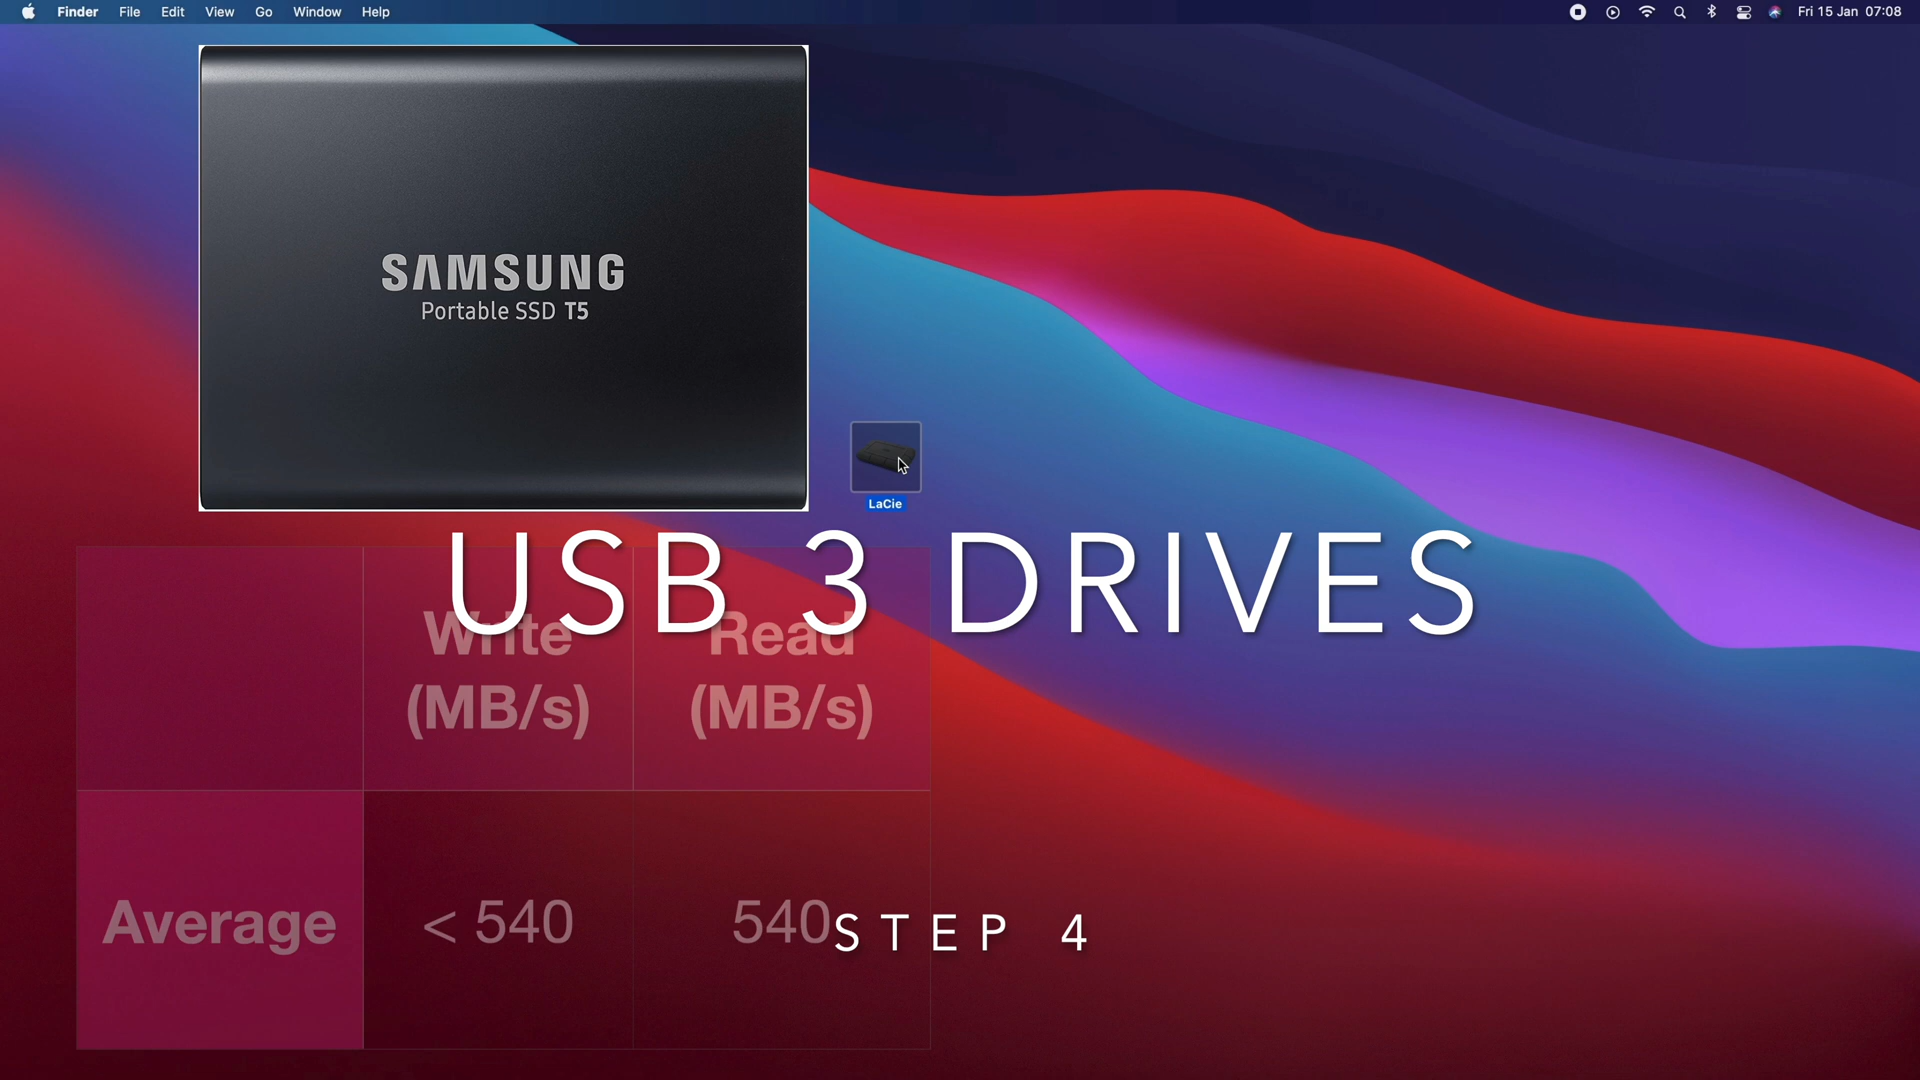 Finder File Edit View Go Window Help
Fri 15 Jan 07:08
SAMSUNG
Portable SSD T5
LaCie
USB 3 DRIVES
Write
(MB/s)
Read
(MB/s)
Average
< 540
540
STEP 4